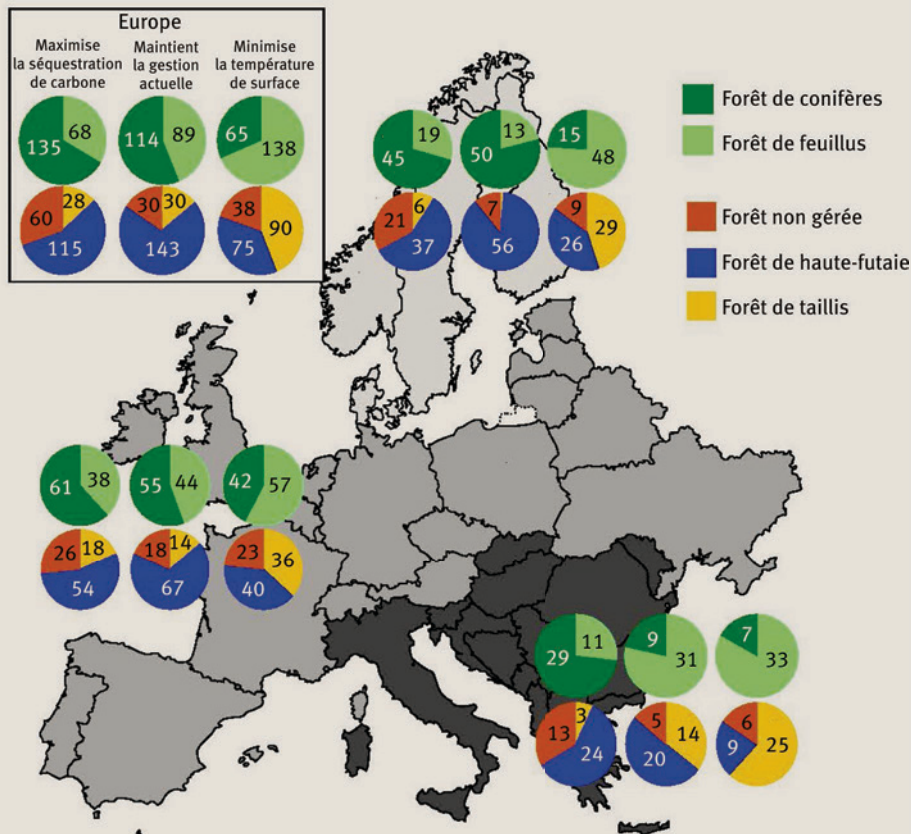 Europe
Maximise
la séquestration
de carbone
Maintient
la gestion
actuelle
Minimise
la température
de surface
135 68
114 89
65 138
60 28 115
30 30 143
38 90 75
Forêt de conifères
Forêt de feuillus
Forêt non gérée
Forêt de haute-futaie
Forêt de taillis
45 19
50 13
15 48
21 6 37
7 56
9 29 26
61 38
55 44
42 57
26 18 54
18 14 67
23 36 40
29 11
9 31
7 33
13 3 24
5 14 20
6 25 9